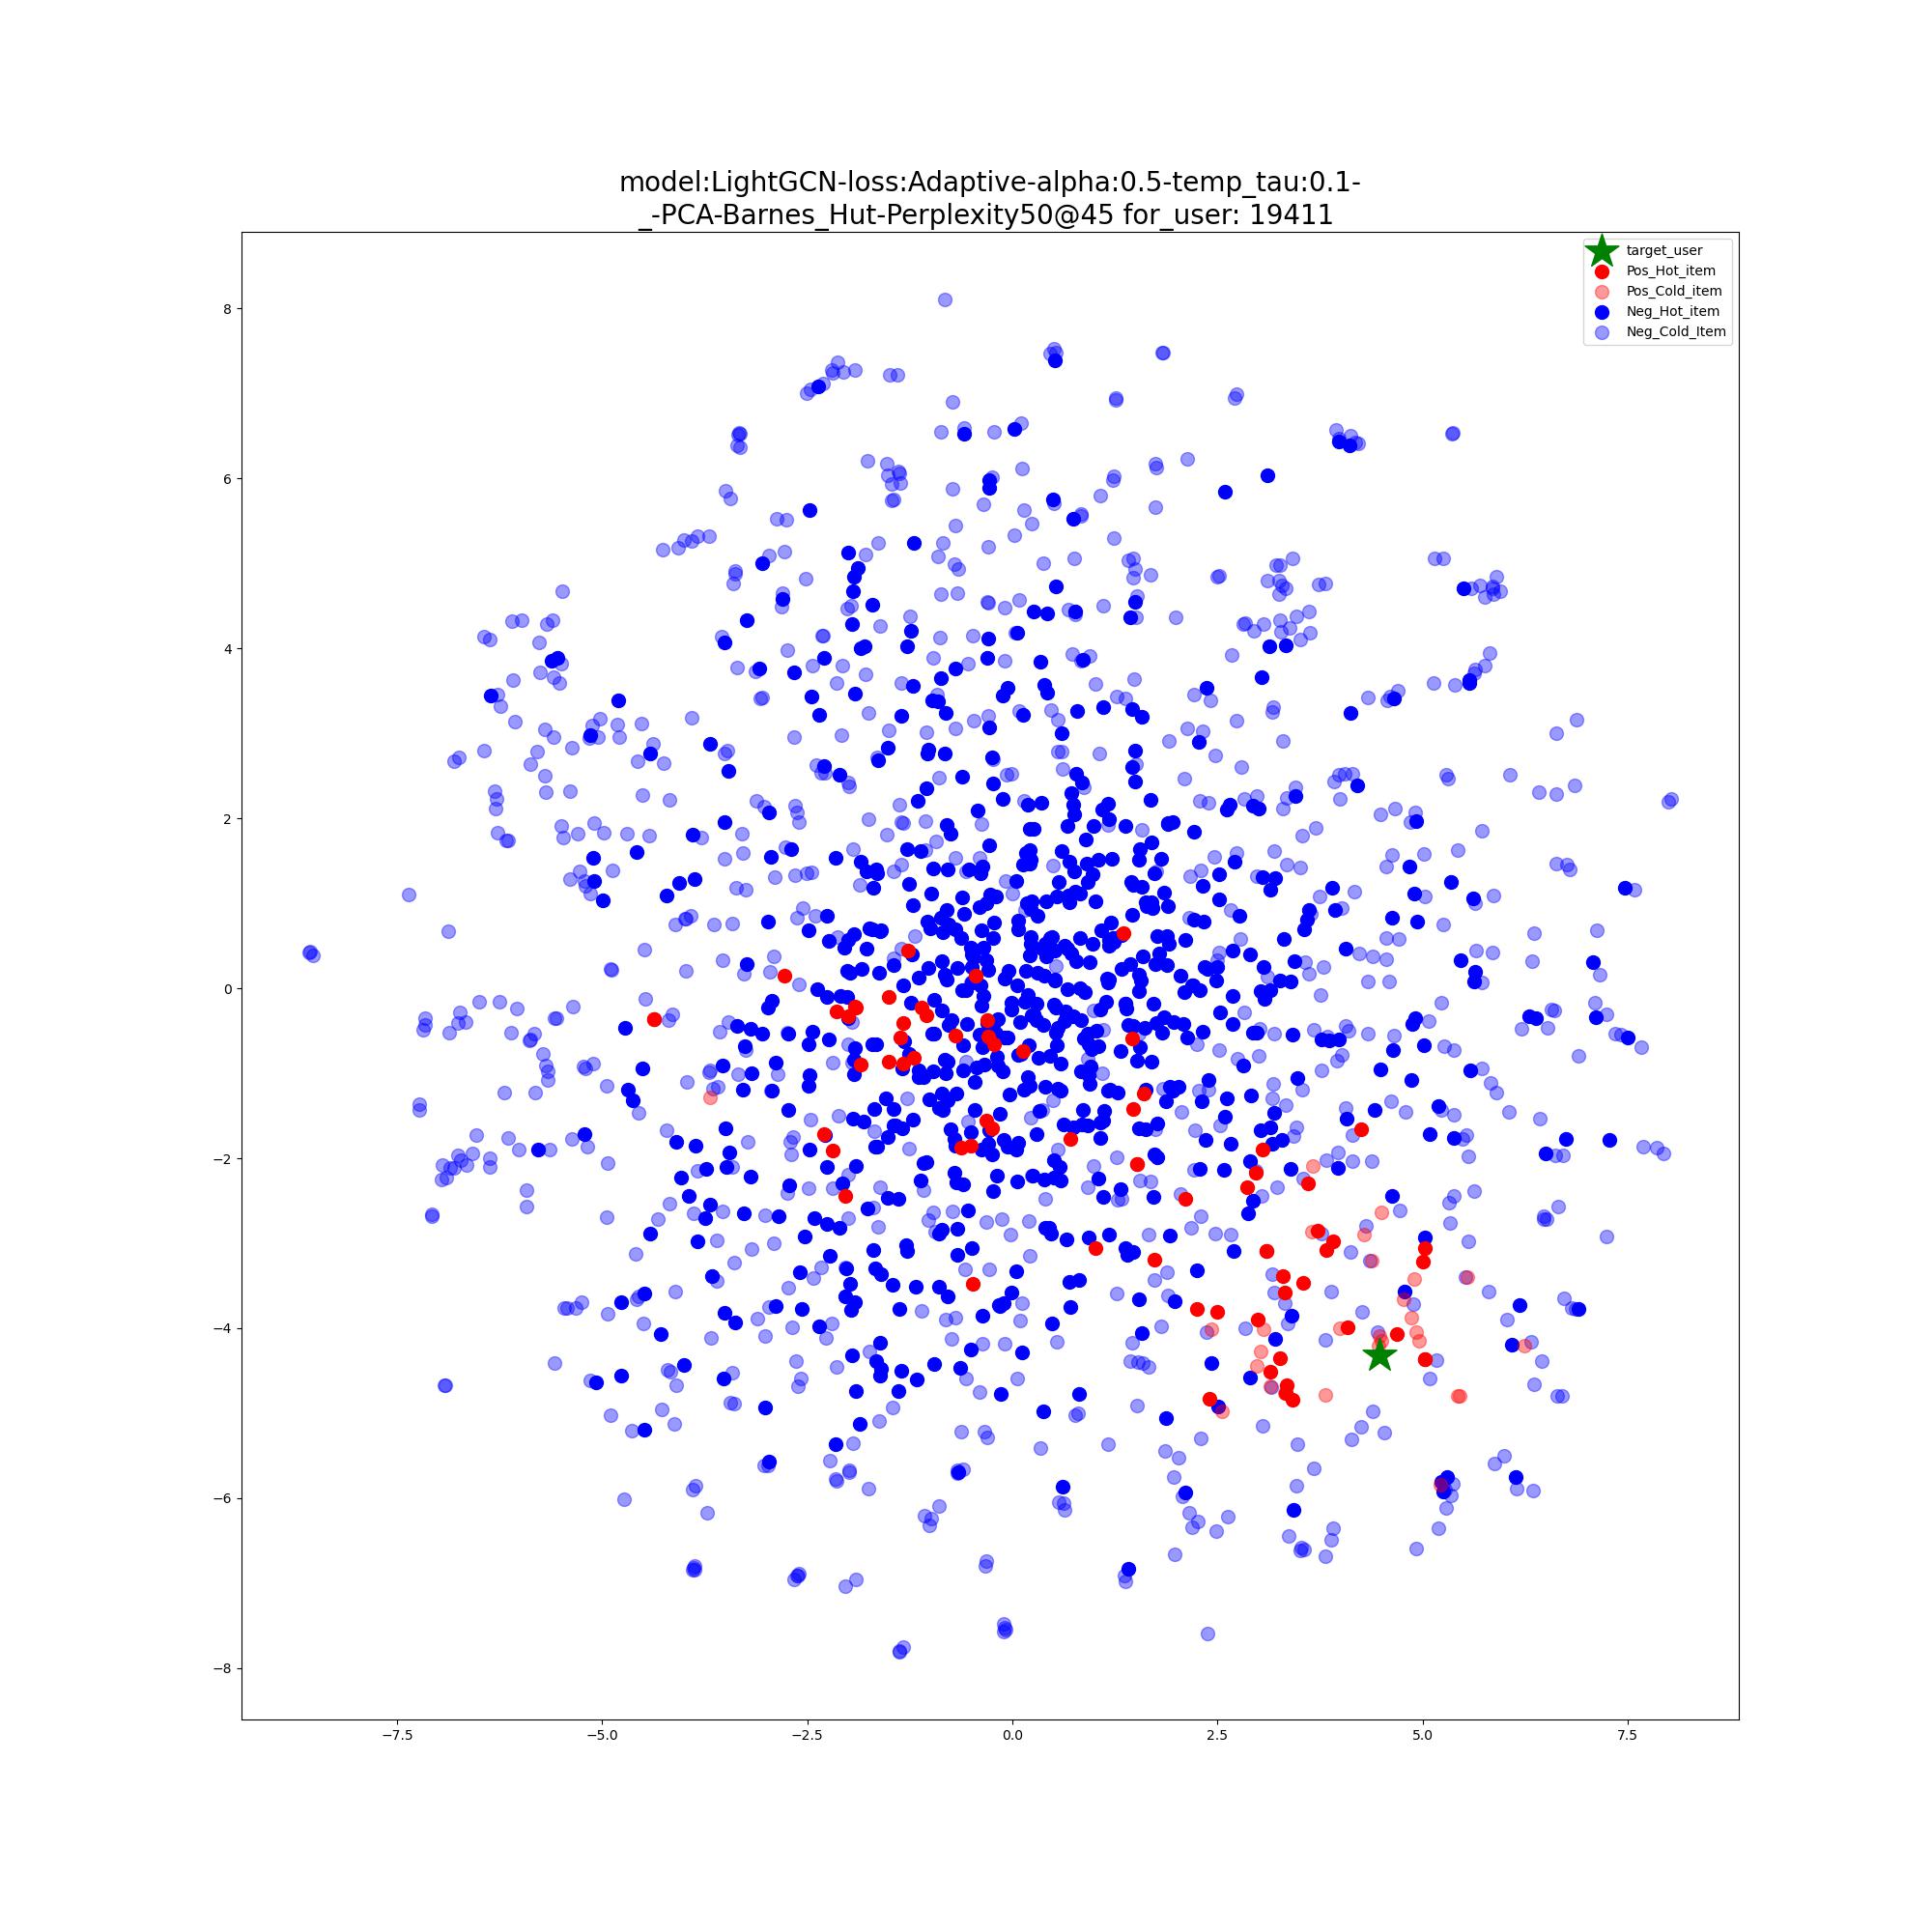 model:LightGCN-loss:Adaptive-alpha:0.5-temp_tau:0.1-
_-PCA-Barnes_Hut-Perplexity50@45 for_user: 19411
target_user
Pos_Hot_item
Pos_Cold_item
Neg_Hot_item
Neg_Cold_Item
8
6
4
2
0
−2
−4
−6
−8
−7.5
−5.0
−2.5
0.0
2.5
5.0
7.5